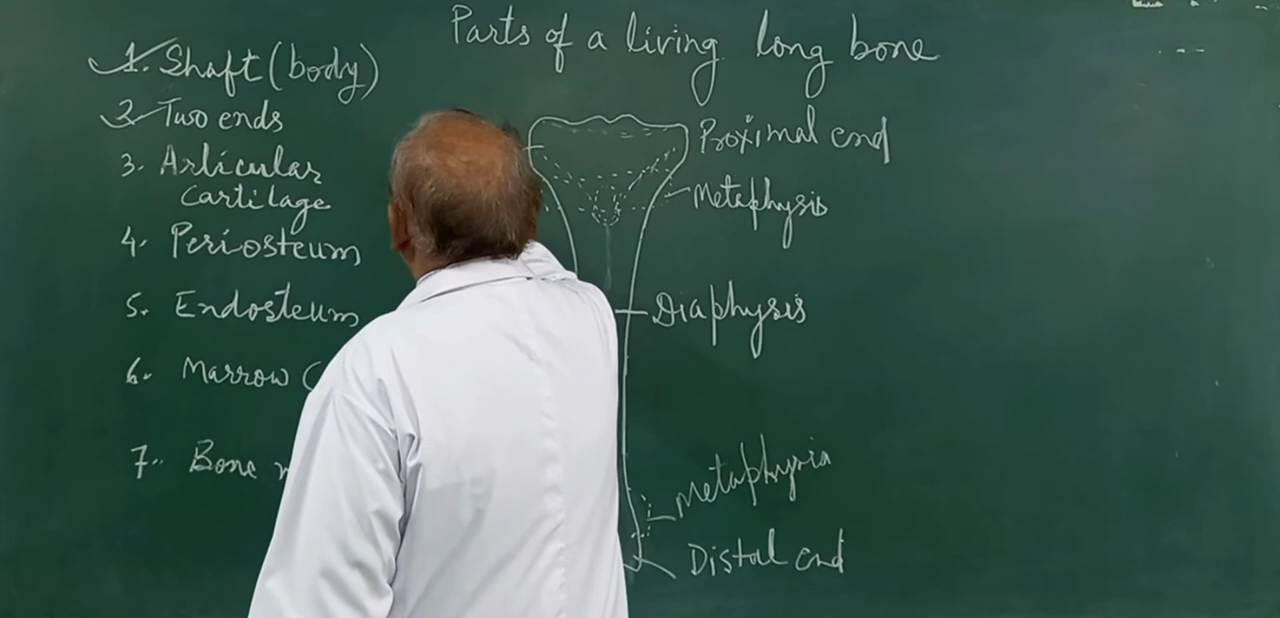 Parts of a living long bone
1. Shaft (body)
2. Two ends
3. Articular
Cartilage
4. Periosteum
5. Endosteum
6. Marrow
7. Bone
Proximal end
Metaphysis
Diaphysis
Metaphysis
Distal end